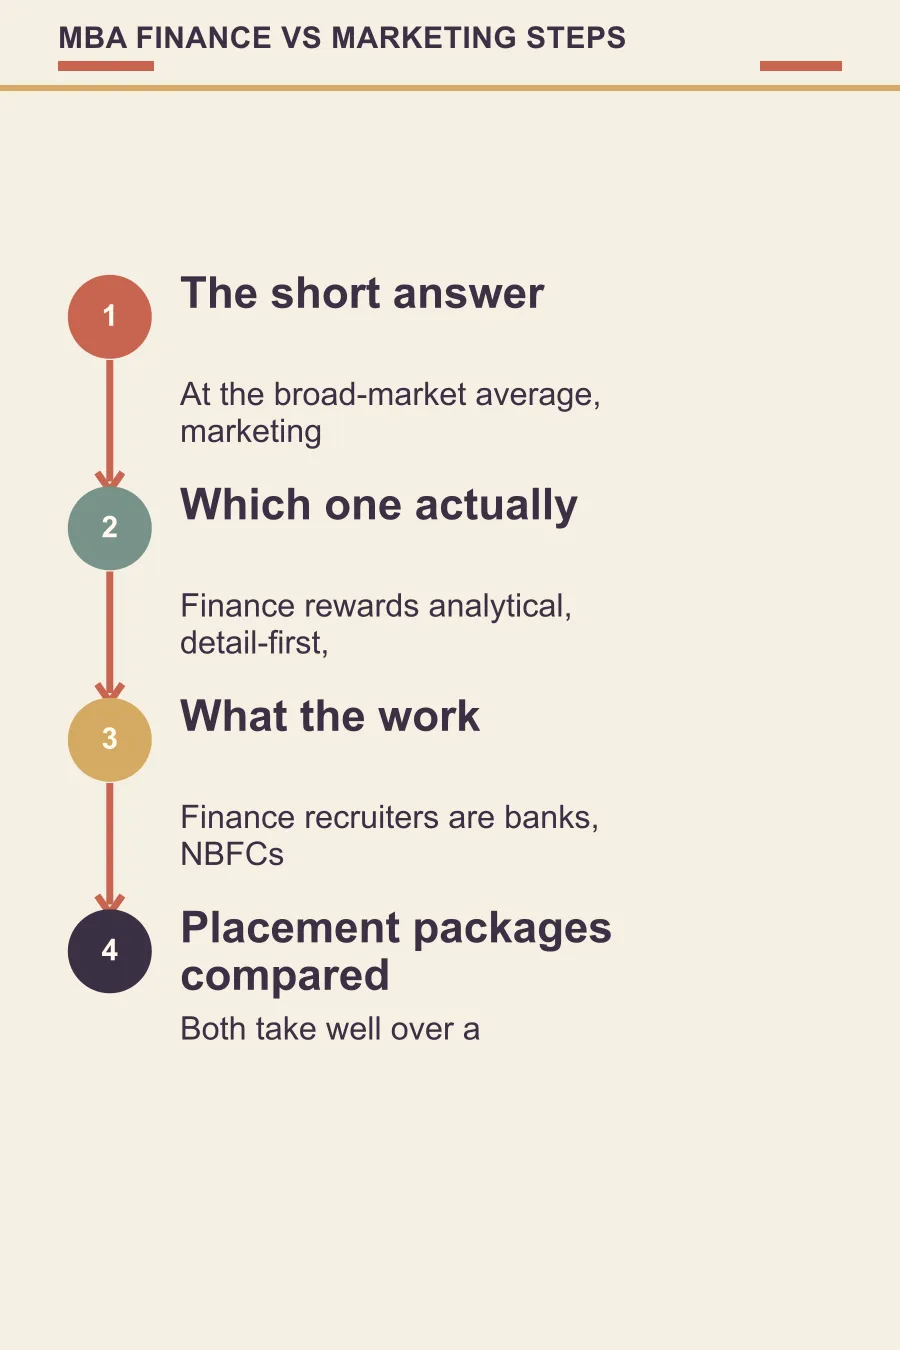 MBA FINANCE VS MARKETING STEPS
1
The short answer
At the broad-market average,
marketing
2
Which one actually
Finance rewards analytical,
detail-first,
3
What the work
Finance recruiters are banks,
NBFCs
4
Placement packages
compared
Both take well over a